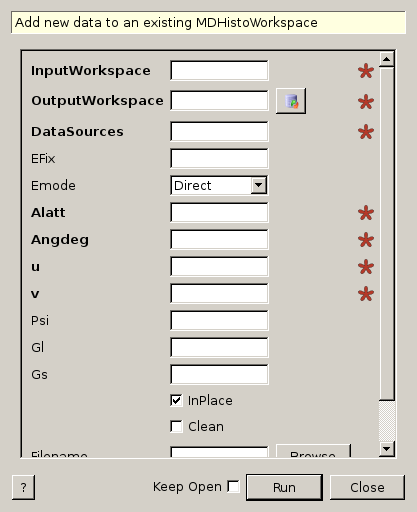 Add new data to an existing MDHistoWorkspace
InputWorkspace
OutputWorkspace
DataSources
EFix
Emode Direct
Alatt
Angdeg
u
v
Psi
Gl
Gs
InPlace
Clean
Filename Browse
? Keep Open Run Close